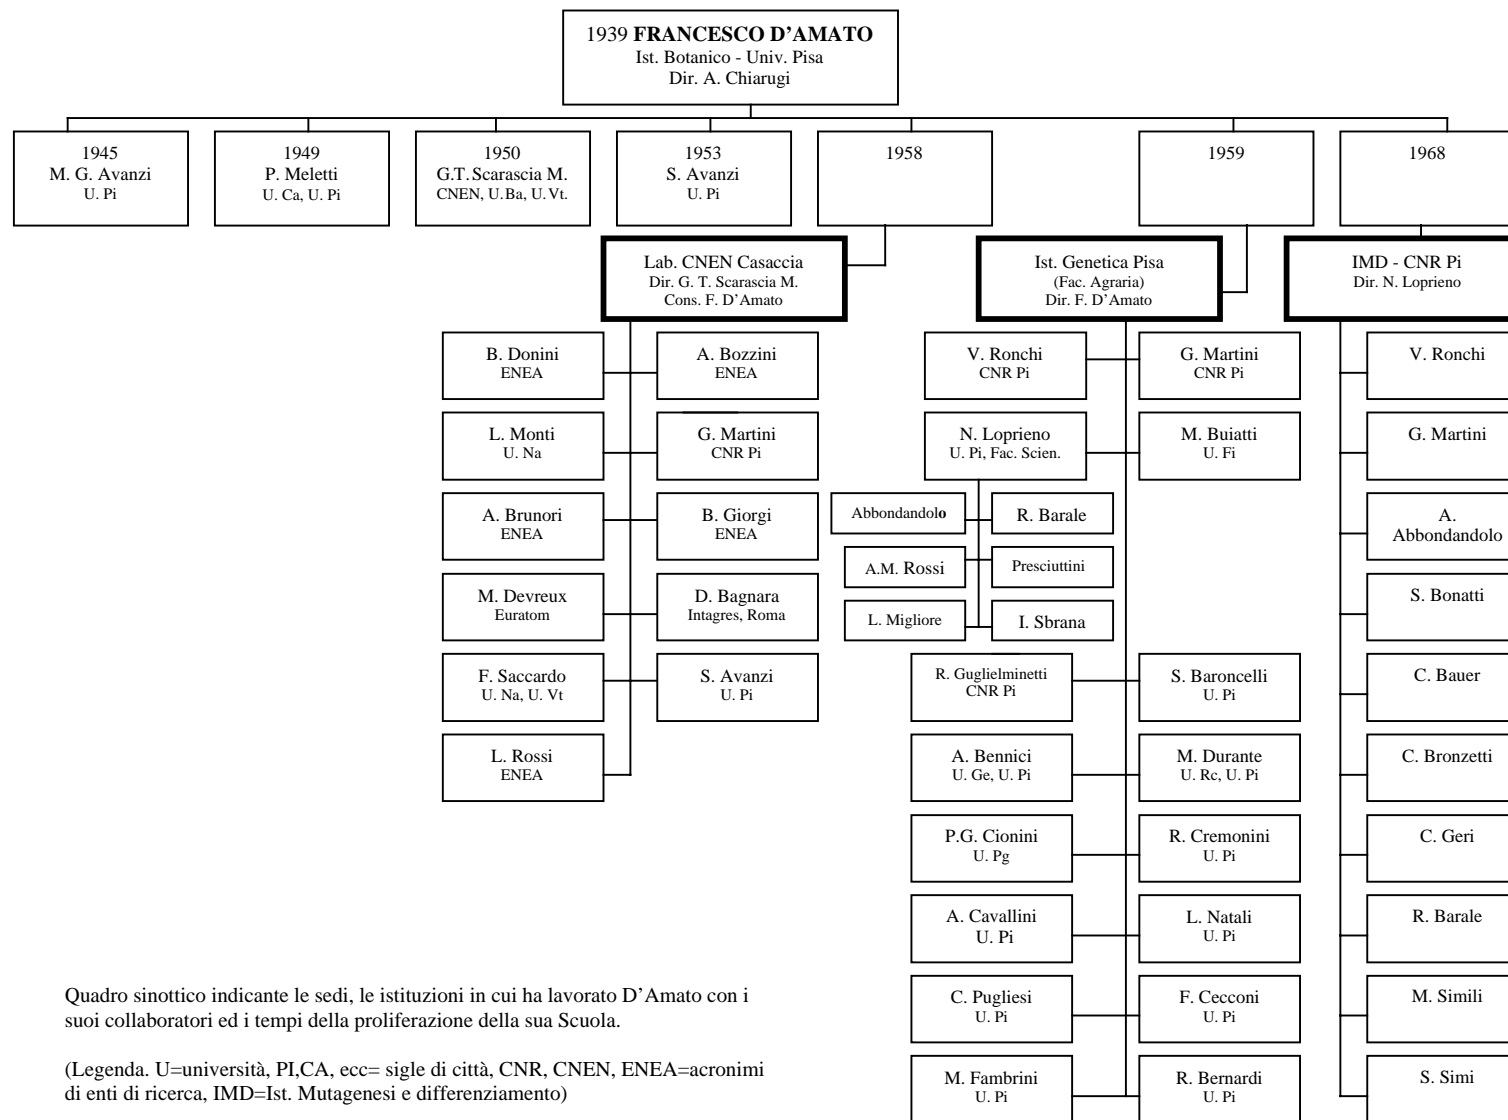 1939 FRANCESCO D'AMATO
Ist. Botanico - Univ. Pisa
Dir. A. Chiarugi
1945
M. G. Avanzi
U. Pi
1949
P. Meletti
U. Ca, U. Pi
1950
G.T. Scarascia M.
CNEN, U.Ba, U.Vt.
1953
S. Avanzi
U. Pi
1958
1959
1968
Lab. CNEN Casaccia
Dir. G. T. Scarascia M.
Cons. F. D'Amato
Ist. Genetica Pisa
(Fac. Agraria)
Dir. F. D'Amato
IMD - CNR Pi
Dir. N. Loprieno
B. Donini
ENEA
A. Bozzini
ENEA
L. Monti
U. Na
G. Martini
CNR Pi
A. Brunori
ENEA
B. Giorgi
ENEA
M. Devreux
Euratom
D. Bagnara
Intagres, Roma
F. Saccardo
U. Na, U. Vt
S. Avanzi
U. Pi
L. Rossi
ENEA
V. Ronchi
CNR Pi
G. Martini
CNR Pi
N. Loprieno
U. Pi, Fac. Scien.
M. Buiatti
U. Fi
Abbondandolo
R. Barale
A.M. Rossi
Presciuttini
L. Migliore
I. Sbrana
R. Guglielminetti
CNR Pi
S. Baroncelli
U. Pi
A. Bennici
U. Ge, U. Pi
M. Durante
U. Rc, U. Pi
P.G. Cionini
U. Pg
R. Cremonini
U. Pi
A. Cavallini
U. Pi
L. Natali
U. Pi
C. Pugliesi
U. Pi
F. Cecconi
U. Pi
M. Fambrini
U. Pi
R. Bernardi
U. Pi
V. Ronchi
G. Martini
A.
Abbondandolo
S. Bonatti
C. Bauer
C. Bronzetti
C. Geri
R. Barale
M. Simili
S. Simi
Quadro sinottico indicante le sedi, le istituzioni in cui ha lavorato D'Amato con i
suoi collaboratori ed i tempi della proliferazione della sua Scuola.
(Legenda. U=università, PI,CA, ecc= sigle di città, CNR, CNEN, ENEA=acronimi
di enti di ricerca, IMD=Ist. Mutagenesi e differenziamento)